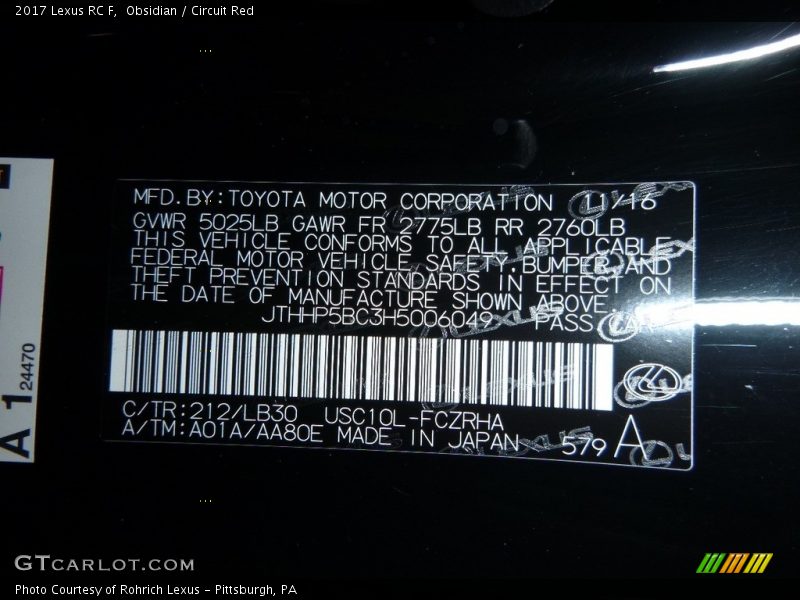 2017 Lexus RC F,  Obsidian / Circuit Red
MFD.BY:TOYOTA MOTOR CORPORATION 11/16
GVWR 5025LB GAWR FR 2775LB RR 2760LB
THIS VEHICLE CONFORMS TO ALL APPLICABLE
FEDERAL MOTOR VEHICLE SAFETY,BUMPER,AND
THEFT PREVENTION STANDARDS IN EFFECT ON
THE DATE OF MANUFACTURE SHOWN ABOVE
JTHHP5BC3H5006049 PASS.CAR
C/TR:212/LB30 USC10L-FCZRHA
A/TM:A01A/AA80E MADE IN JAPAN 579 A
A 1 24470
GTCARLOT.COM
Photo Courtesy of Rohrich Lexus - Pittsburgh, PA